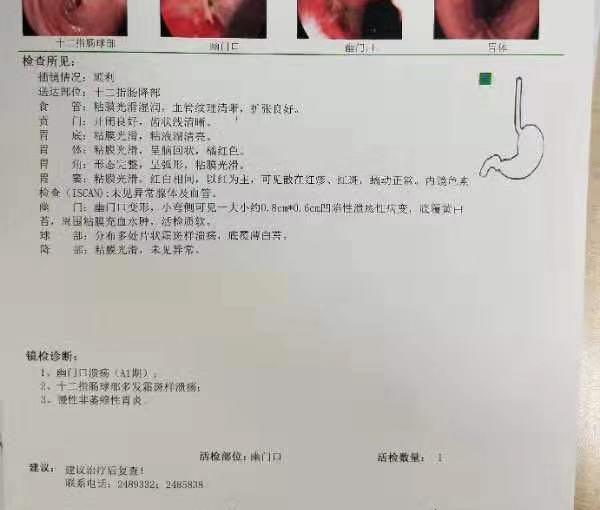 十二指肠球部 幽门口 幽门口 胃体
检查所见：
插镜情况：顺利
送达部位：十二指肠降部
食 管：粘膜光滑湿润，血管纹理清晰，扩张良好。
贲 门：开闭良好，齿状线清晰。
胃 底：粘膜光滑，粘液湖清亮。
胃 体：粘膜光滑，呈脑回状，橘红色。
胃 角：形态完整，呈弧形，粘膜光滑。
胃 窦：粘膜光滑，红白相间，以红为主，可见散在红疹、红斑，蠕动正常。内镜色素
检查（ISCAN）：未见异常腺体及血管。
幽 门：幽门口变形，小弯侧可见一大小约0.8cm*0.6cm凹陷性溃疡性病变，底覆黄白
苔，周围粘膜充血水肿，活检质软。
球 部：分布多处片状霜斑样溃疡，底覆薄白苔。
降 部：粘膜光滑，未见异常。
镜检诊断：
1、幽门口溃疡（A1期）；
2、十二指肠球部多发霜斑样溃疡；
3、慢性非萎缩性胃炎
活检部位：幽门口 活检数量： 1
建议： 建议治疗后复查！
联系电话：2489332；2485838